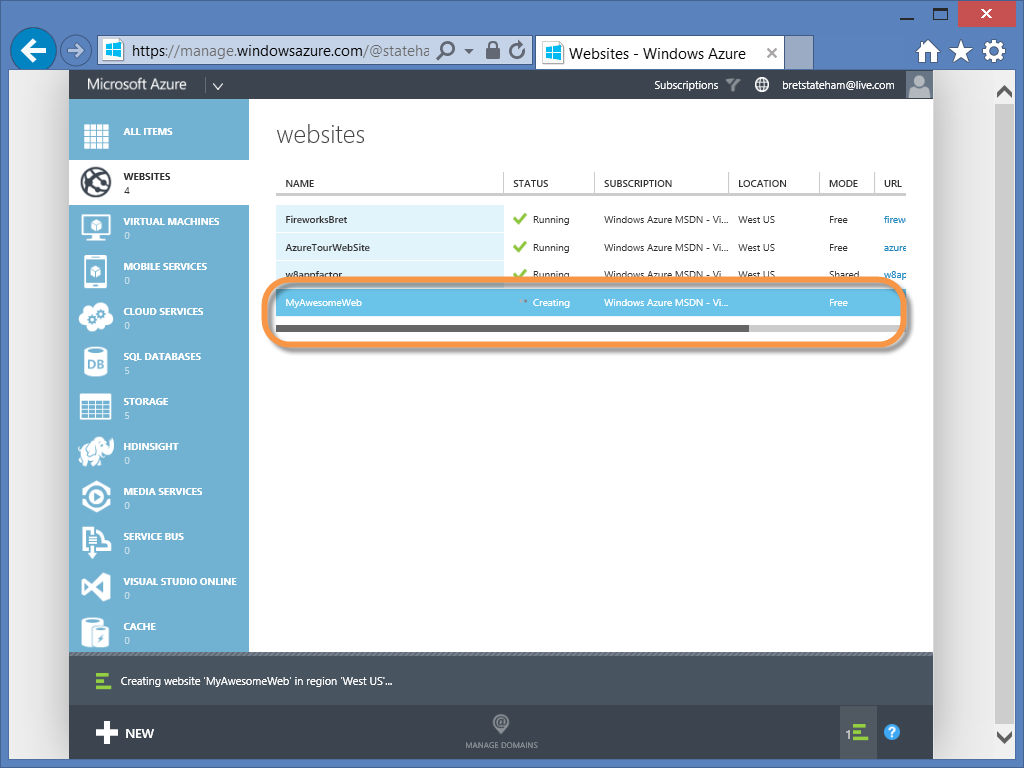 https://manage.windowsazure.com/@stateha
Websites - Windows Azure
Microsoft Azure
Subscriptions
bretstateham@live.com
ALL ITEMS
WEBSITES
4
VIRTUAL MACHINES
0
MOBILE SERVICES
0
CLOUD SERVICES
0
SQL DATABASES
5
DB
STORAGE
5
HDINSIGHT
0
MEDIA SERVICES
0
SERVICE BUS
0
VISUAL STUDIO ONLINE
0
CACHE
0
websites
NAME STATUS SUBSCRIPTION LOCATION MODE URL
FireworksBret Running Windows Azure MSDN - Vi... West US Free firew
AzureTourWebSite Running Windows Azure MSDN - Vi... West US Free azure
w8appfactor Running Windows Azure MSDN - Vi... West US Shared w8ap
MyAwesomeWeb Creating Windows Azure MSDN - Vi... Free
Creating website 'MyAwesomeWeb' in region 'West US'...
NEW
@
MANAGE DOMAINS
1
?